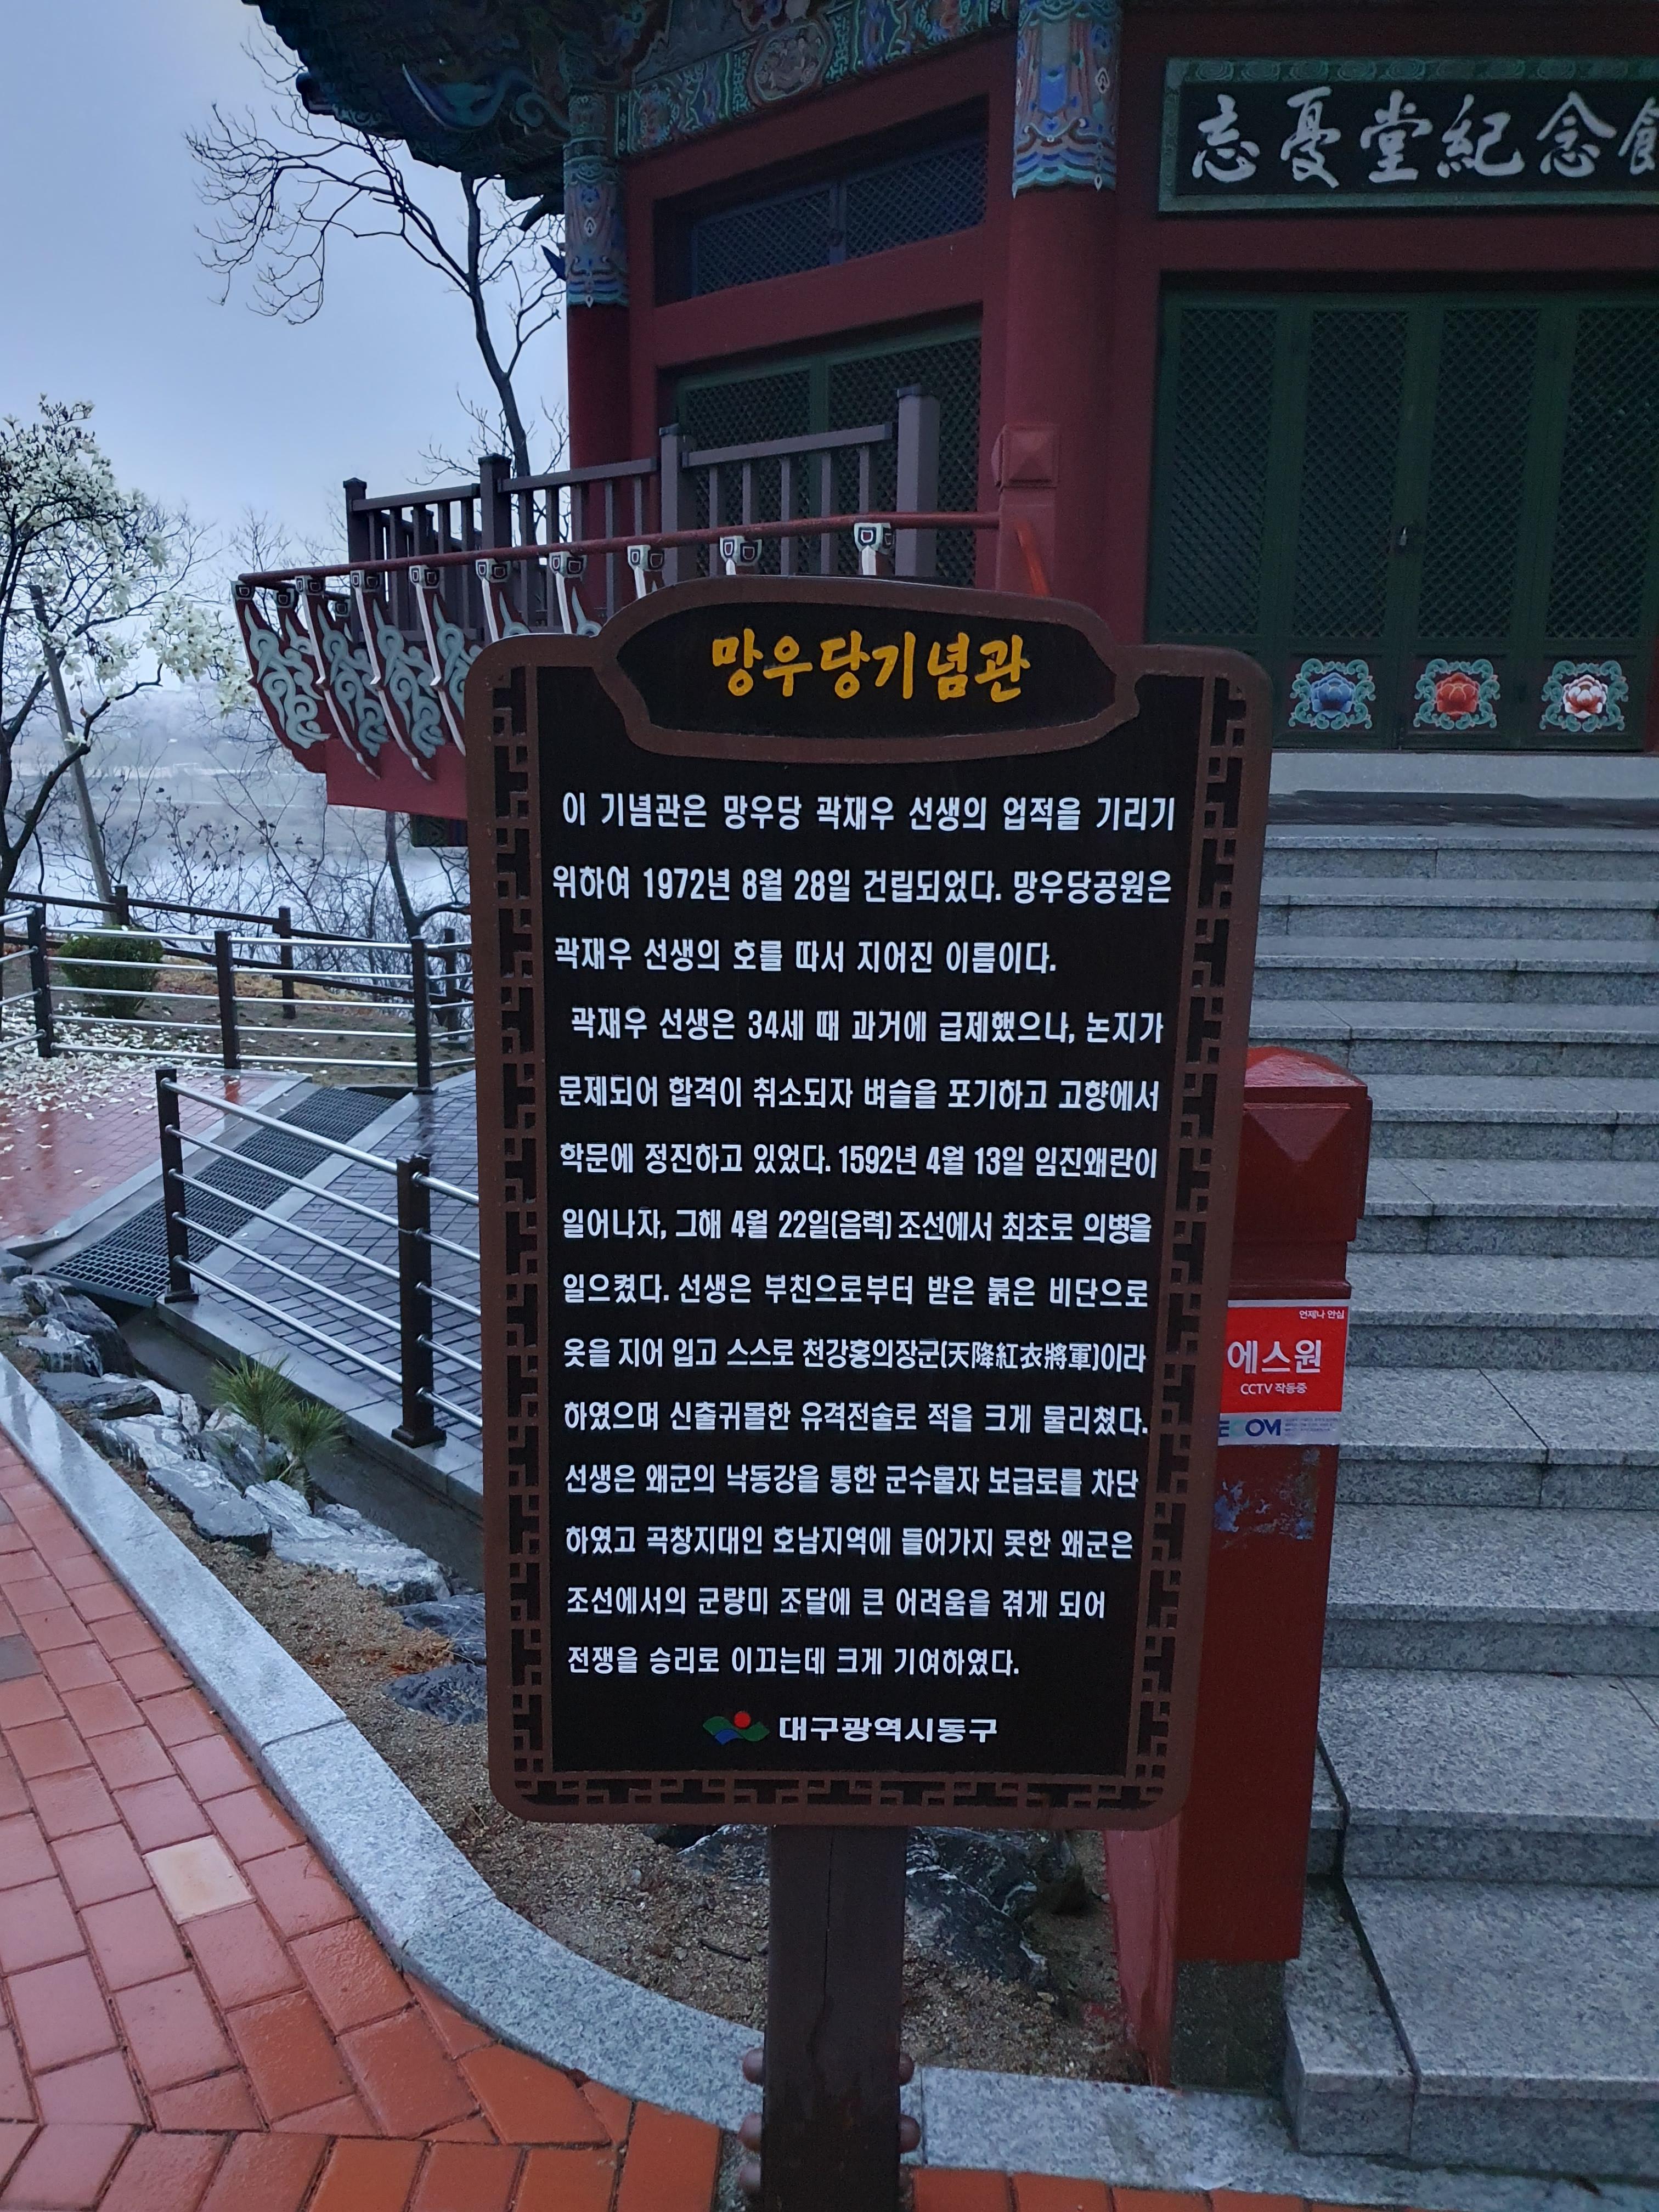 忘憂堂紀念館
망우당기념관
이 기념관은 망우당 곽재우 선생의 업적을 기리기
위하여 1972년 8월 28일 건립되었다. 망우당공원은
곽재우 선생의 호를 따서 지어진 이름이다.
곽재우 선생은 34세 때 과거에 급제했으나, 논지가
문제되어 합격이 취소되자 벼슬을 포기하고 고향에서
학문에 정진하고 있었다. 1592년 4월 13일 임진왜란이
일어나자, 그해 4월 22일(음력) 조선에서 최초로 의병을
일으켰다. 선생은 부친으로부터 받은 붉은 비단으로
옷을 지어 입고 스스로 천강홍의장군(天降紅衣將軍)이라
하였으며 신출귀몰한 유격전술로 적을 크게 물리쳤다.
선생은 왜군의 낙동강을 통한 군수물자 보급로를 차단
하였고 곡창지대인 호남지역에 들어가지 못한 왜군은
조선에서의 군량미 조달에 큰 어려움을 겪게 되어
전쟁을 승리로 이끄는데 크게 기여하였다.
대구광역시동구
언제나 안심
에스원
CCTV 작동중